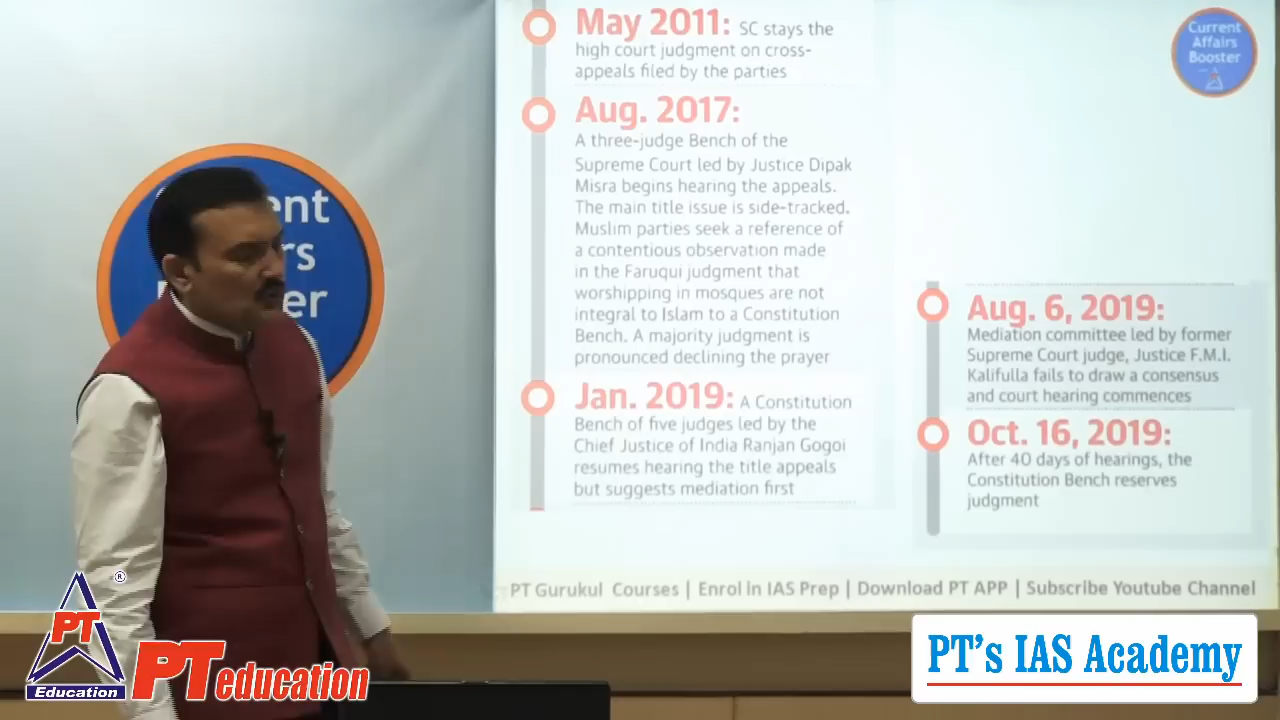 May 2011: SC stays the
high court judgment on cross-
appeals filed by the parties
Aug. 2017:
A three-judge Bench of the
Supreme Court led by Justice Dipak
Misra begins hearing the appeals.
The main title issue is side-tracked.
Muslim parties seek a reference of
a contentious observation made
in the Faruqui judgment that
worshipping in mosques are not
integral to Islam to a Constitution
Bench. A majority judgment is
pronounced declining the prayer
Jan. 2019: A Constitution
Bench of five judges led by the
Chief Justice of India Ranjan Gogoi
resumes hearing the title appeals
but suggests mediation first
Current
Affairs
Booster
Aug. 6, 2019:
Mediation committee led by former
Supreme Court judge, Justice F.M.I.
Kalifulla fails to draw a consensus
and court hearing commences
Oct. 16, 2019:
After 40 days of hearings, the
Constitution Bench reserves
judgment
PT Gurukul Courses | Enrol in IAS Prep | Download PT APP | Subscribe Youtube Channel
ent
rs
er
PT
®
Education
PT education
PT's IAS Academy